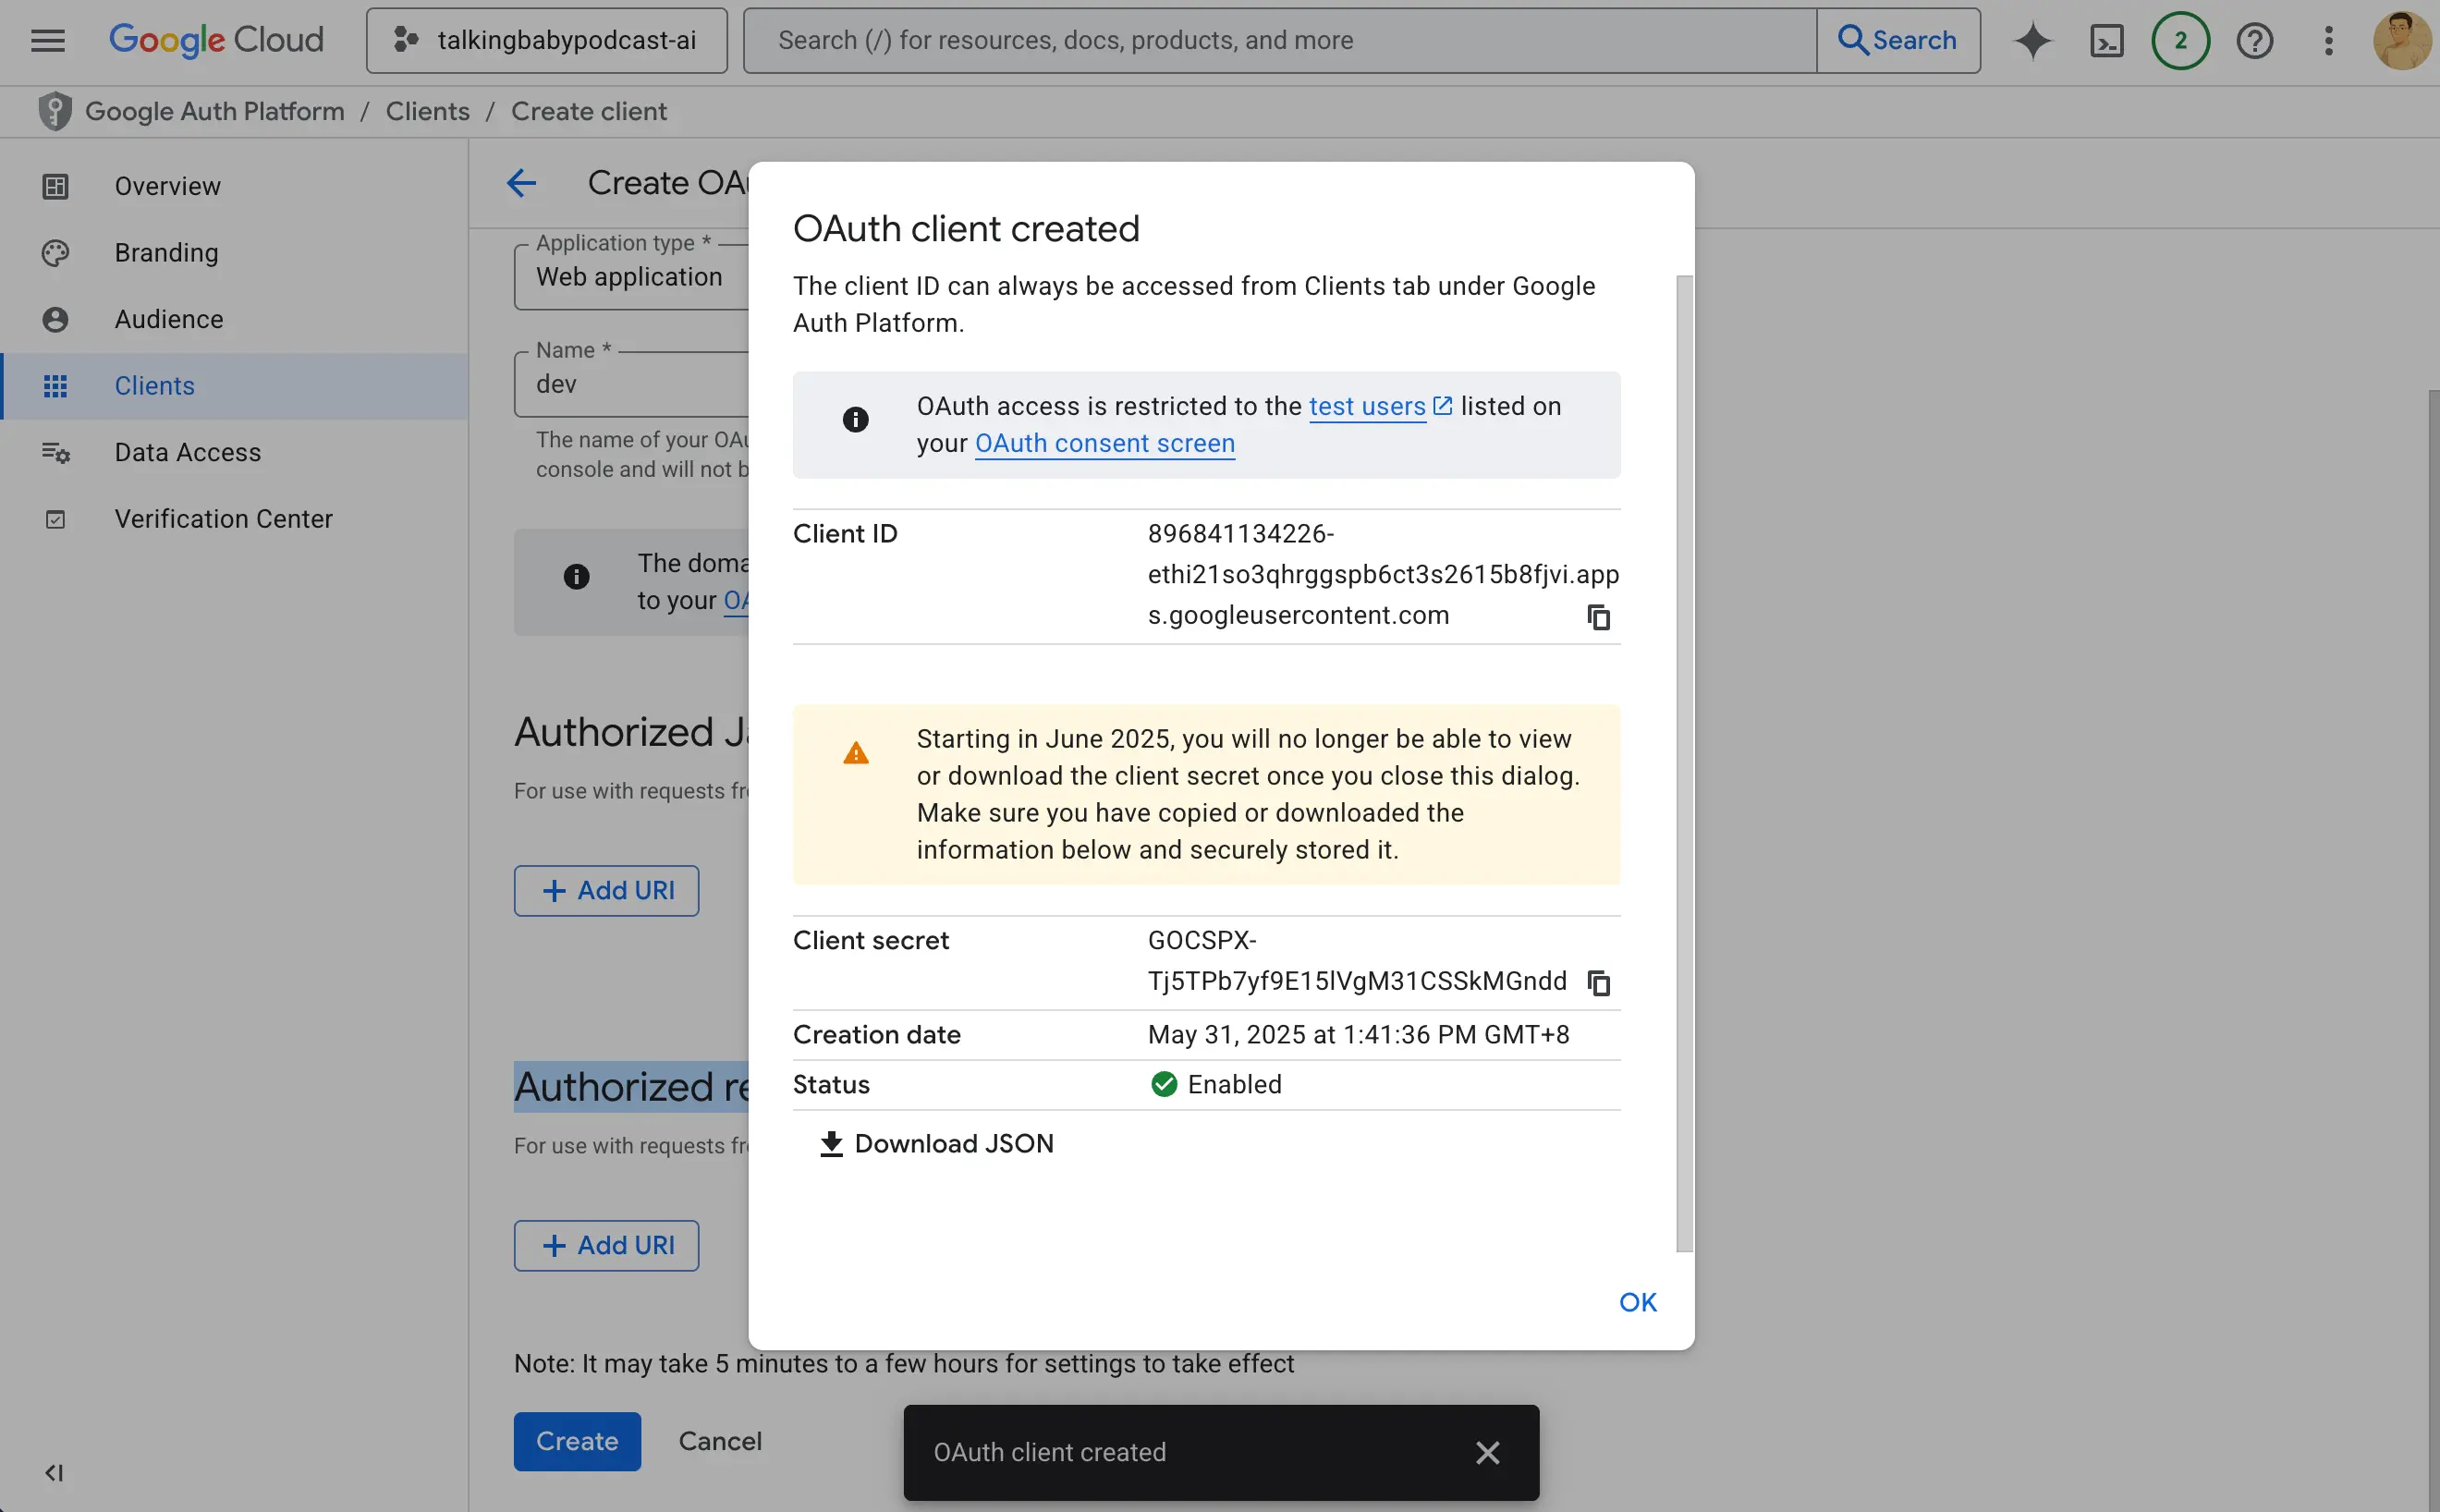 Google Cloud
talkingbabypodcast-ai
Search (/) for resources, docs, products, and more
Search
2
Google Auth Platform / Clients / Create client
Overview
Branding
Audience
Clients
Data Access
Verification Center
Create OAu
Application type *
Web application
Name *
dev
The name of your OAu
console and will not b
The doma
to your OA
Authorized Ja
For use with requests fro
+ Add URI
Authorized re
For use with requests fro
+ Add URI
Note: It may take 5 minutes to a few hours for settings to take effect
Create
Cancel
OAuth client created
The client ID can always be accessed from Clients tab under Google
Auth Platform.
OAuth access is restricted to the test users listed on
your OAuth consent screen
Client ID
896841134226-
ethi21so3qhrggspb6ct3s2615b8fjvi.app
s.googleusercontent.com
Starting in June 2025, you will no longer be able to view
or download the client secret once you close this dialog.
Make sure you have copied or downloaded the
information below and securely stored it.
Client secret
GOCSPX-
Tj5TPb7yf9E15lVgM31CSSkMGndd
Creation date
May 31, 2025 at 1:41:36 PM GMT+8
Status
Enabled
Download JSON
OK
OAuth client created